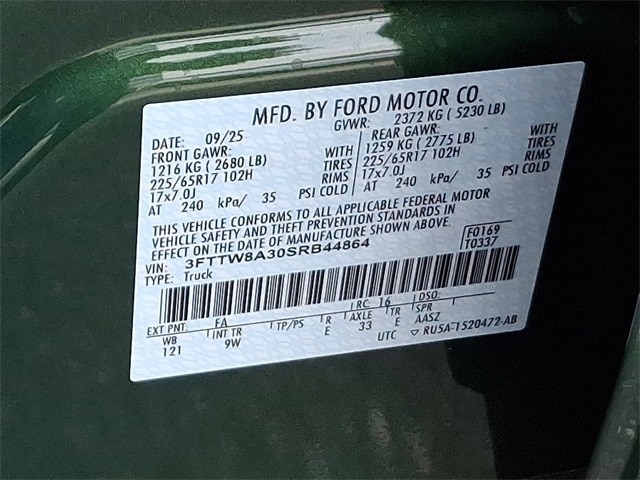 MFD. BY FORD MOTOR CO.
DATE: 09/25 GVWR: 2372 KG ( 5230 LB)
FRONT GAWR: REAR GAWR:
1216 KG ( 2680 LB) WITH 1259 KG ( 2775 LB) WITH
225/65R17 102H TIRES 225/65R17 102H TIRES
17x7.0J RIMS 17x7.0J RIMS
AT 240 kPa/ 35 PSI COLD AT 240 kPa/ 35 PSI COLD
THIS VEHICLE CONFORMS TO ALL APPLICABLE FEDERAL MOTOR
VEHICLE SAFETY AND THEFT PREVENTION STANDARDS IN
EFFECT ON THE DATE OF MANUFACTURE SHOWN ABOVE.
VIN: 3FTTW8A30SRB44864 F0169
TYPE: Truck T0337
EXT PNT: EA RC: 16 DSO:
WB INT TR TP/PS R AXLE TR SPR
121 9W E 33 E AASZ
UTC ▽ RU5A-1520472-AB